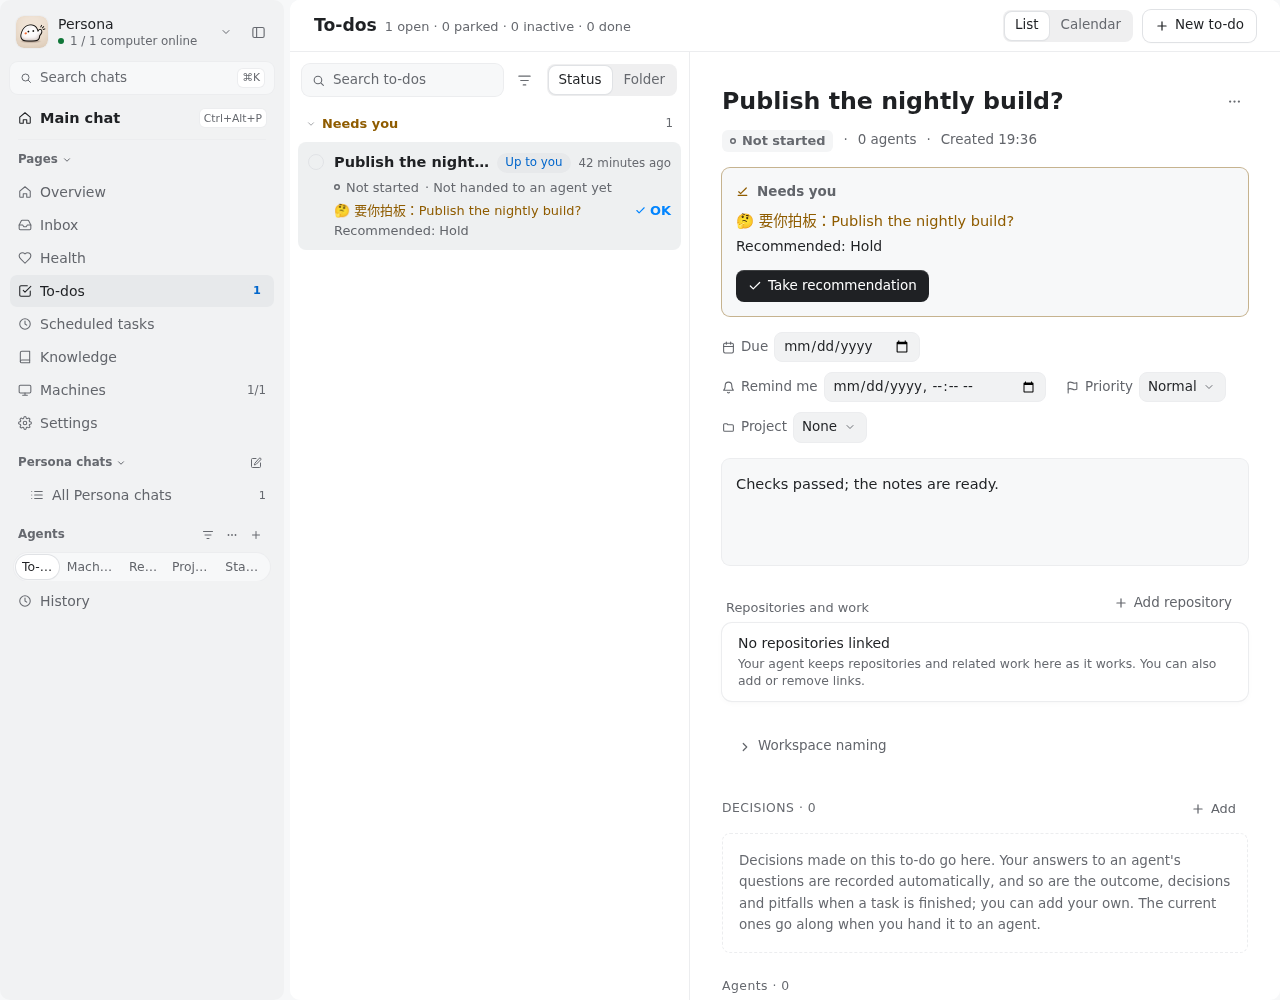 Persona
1 / 1 computer online
Search chats
⌘K
Main chat
Ctrl+Alt+P
Pages
Overview
Inbox
Health
To-dos
1
Scheduled tasks
Knowledge
Machines
1/1
Settings
Persona chats
All Persona chats
1
Agents
To-…
Mach…
Re…
Proj…
Sta…
History
To-dos
1 open · 0 parked · 0 inactive · 0 done
List
Calendar
New to-do
Search to-dos
Status
Folder
Needs you
1
Publish the night…
Up to you
42 minutes ago
Not started · Not handed to an agent yet
🤔 要你拍板：Publish the nightly build?
OK
Recommended: Hold
Publish the nightly build?
Not started · 0 agents · Created 19:36
Needs you
🤔 要你拍板：Publish the nightly build?
Recommended: Hold
Take recommendation
Due
mm/dd/yyyy
Remind me
mm/dd/yyyy, --:-- --
Priority
Normal
Project
None
Checks passed; the notes are ready.
Repositories and work
Add repository
No repositories linked
Your agent keeps repositories and related work here as it works. You can also
add or remove links.
Workspace naming
DECISIONS · 0
Add
Decisions made on this to-do go here. Your answers to an agent's
questions are recorded automatically, and so are the outcome, decisions
and pitfalls when a task is finished; you can add your own. The current
ones go along when you hand it to an agent.
Agents · 0